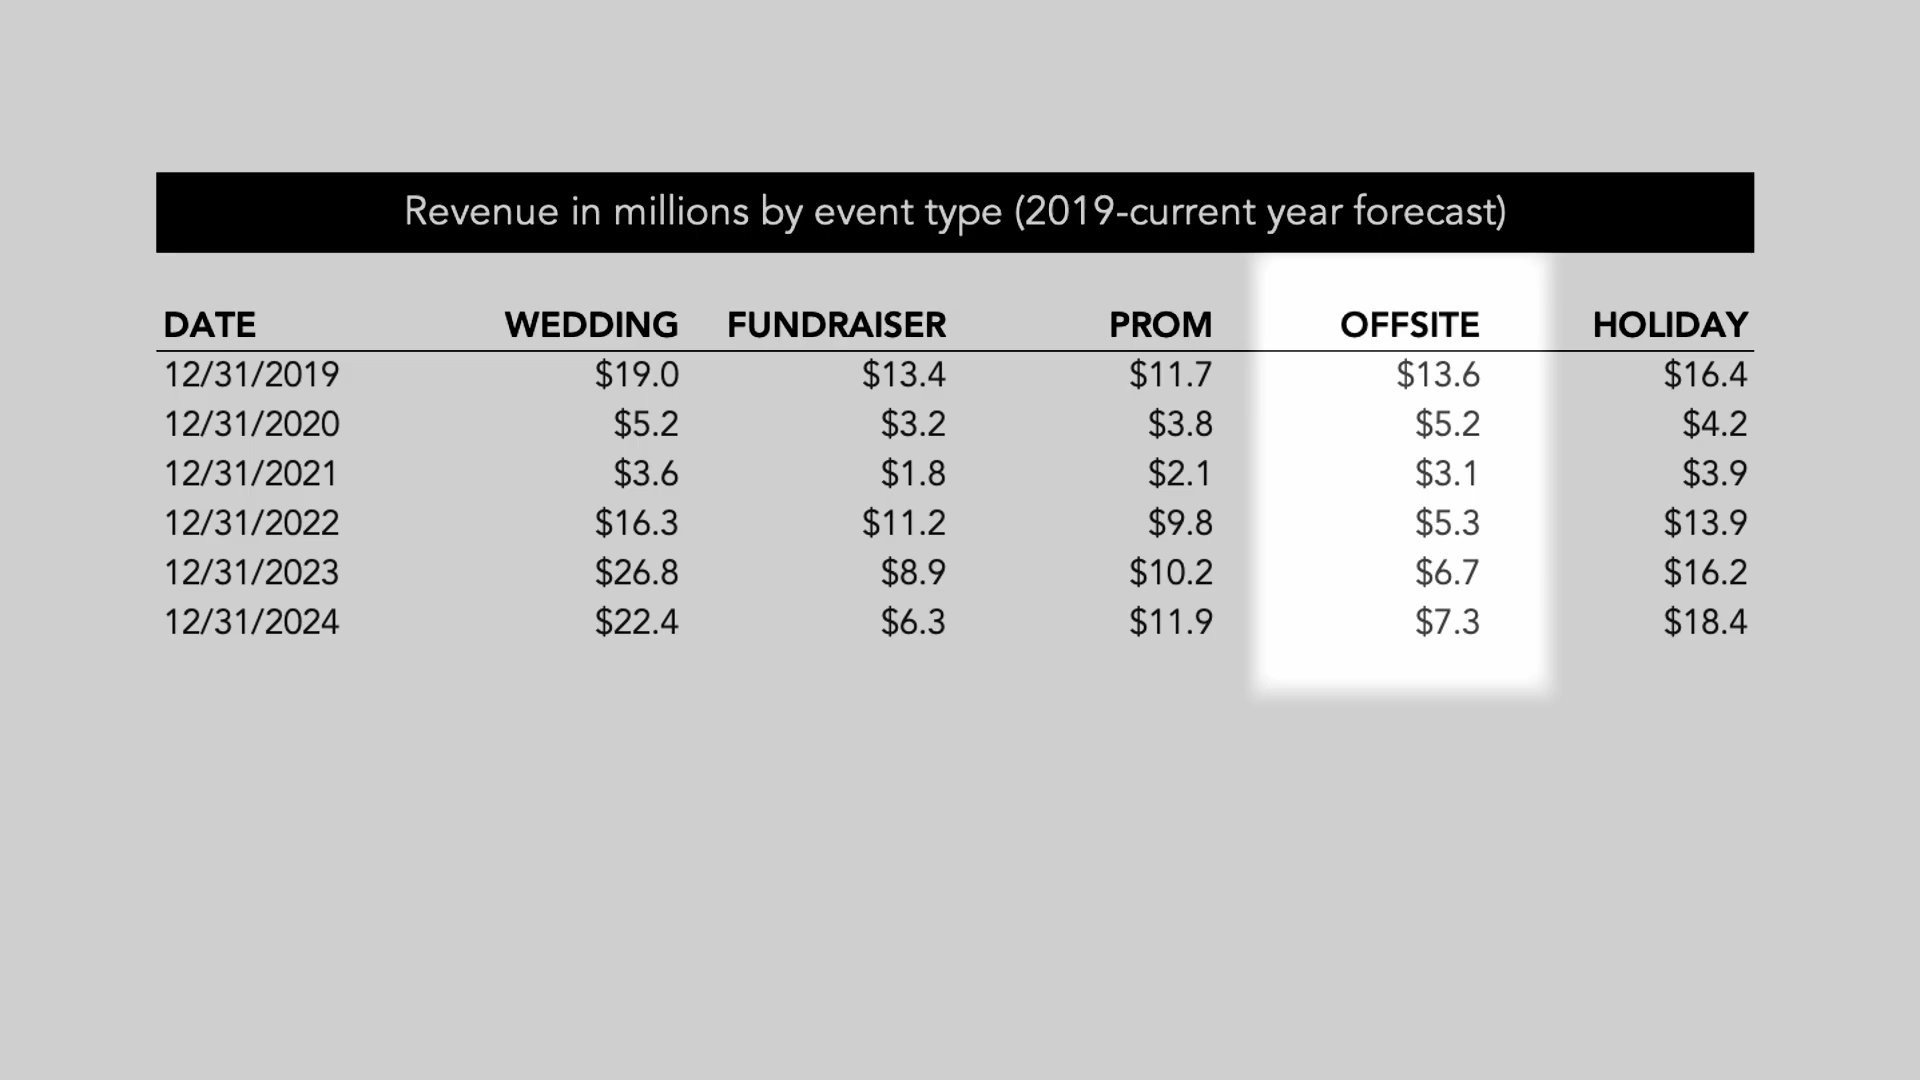 Revenue in millions by event type (2019-current year forecast)
DATE WEDDING FUNDRAISER PROM OFFSITE HOLIDAY
12/31/2019 $19.0 $13.4 $11.7 $13.6 $16.4
12/31/2020 $5.2 $3.2 $3.8 $5.2 $4.2
12/31/2021 $3.6 $1.8 $2.1 $3.1 $3.9
12/31/2022 $16.3 $11.2 $9.8 $5.3 $13.9
12/31/2023 $26.8 $8.9 $10.2 $6.7 $16.2
12/31/2024 $22.4 $6.3 $11.9 $7.3 $18.4